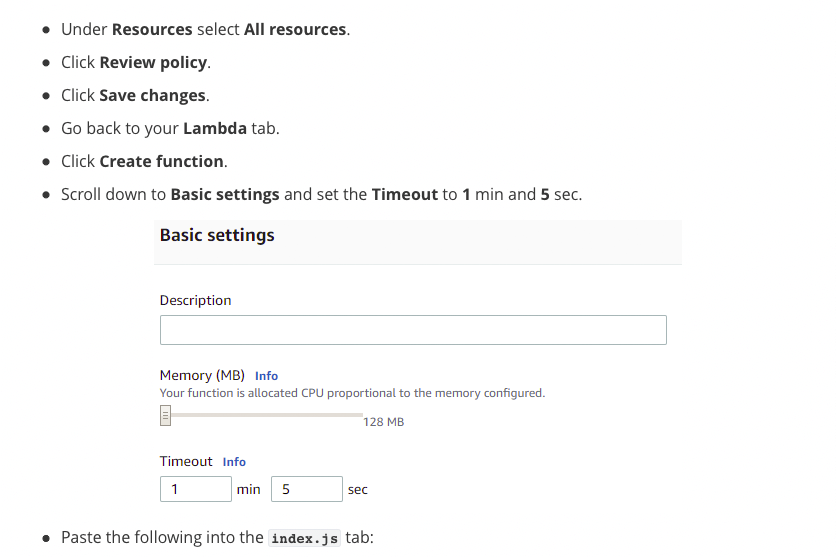 Under Resources select All resources.
Click Review policy.
Click Save changes.
Go back to your Lambda tab.
Click Create function.
Scroll down to Basic settings and set the Timeout to 1 min and 5 sec.
Basic settings
Description
Memory (MB) Info
Your function is allocated CPU proportional to the memory configured.
128 MB
Timeout Info
1 min 5 sec
Paste the following into the index.js tab: